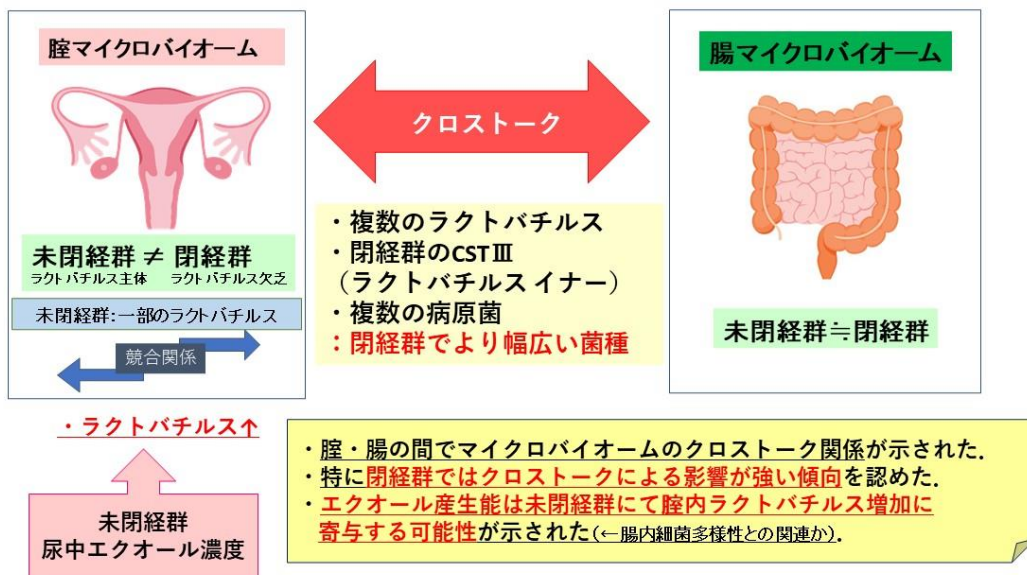 腟マイクロバイオーム
未閉経群 ≠ 閉経群
ラクトバチルス主体 ラクトバチルス欠乏
未閉経群:一部のラクトバチルス
競合関係
・ラクトバチルス↑
未閉経群
尿中エクオール濃度
クロストーク
・複数のラクトバチルス
・閉経群のCSTⅢ
（ラクトバチルス イナー）
・複数の病原菌
：閉経群でより幅広い菌種
腸マイクロバイオーム
未閉経群≒閉経群
・腟・腸の間でマイクロバイオームのクロストーク関係が示された.
・特に閉経群ではクロストークによる影響が強い傾向を認めた.
・エクオール産生能は未閉経群にて腟内ラクトバチルス増加に
寄与する可能性が示された(←腸内細菌多様性との関連か).